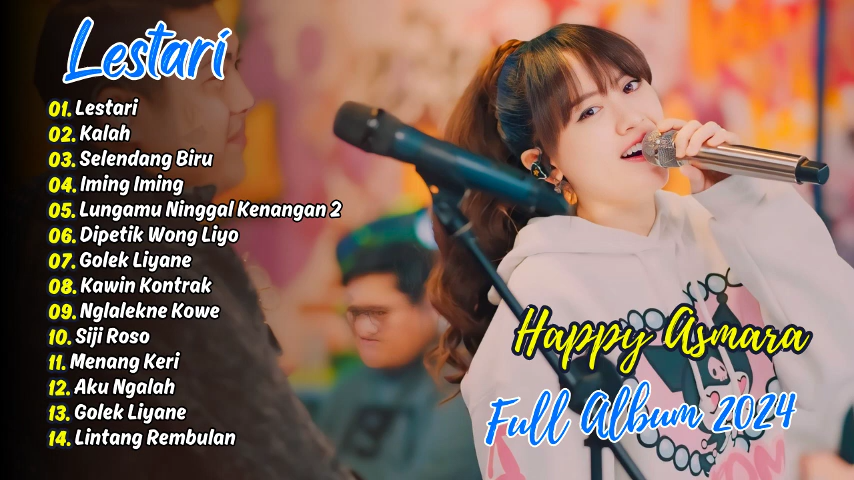 Lestari
01. Lestari
02. Kalah
03. Selendang Biru
04. Iming Iming
05. Lungamu Ninggal Kenangan 2
06. Dipetik Wong Liyo
07. Golek Liyane
08. Kawin Kontrak
09. Nglalekne Kowe
10. Siji Roso
11. Menang Keri
12. Aku Ngalah
13. Golek Liyane
14. Lintang Rembulan
Happy Asmara
Full Album 2024